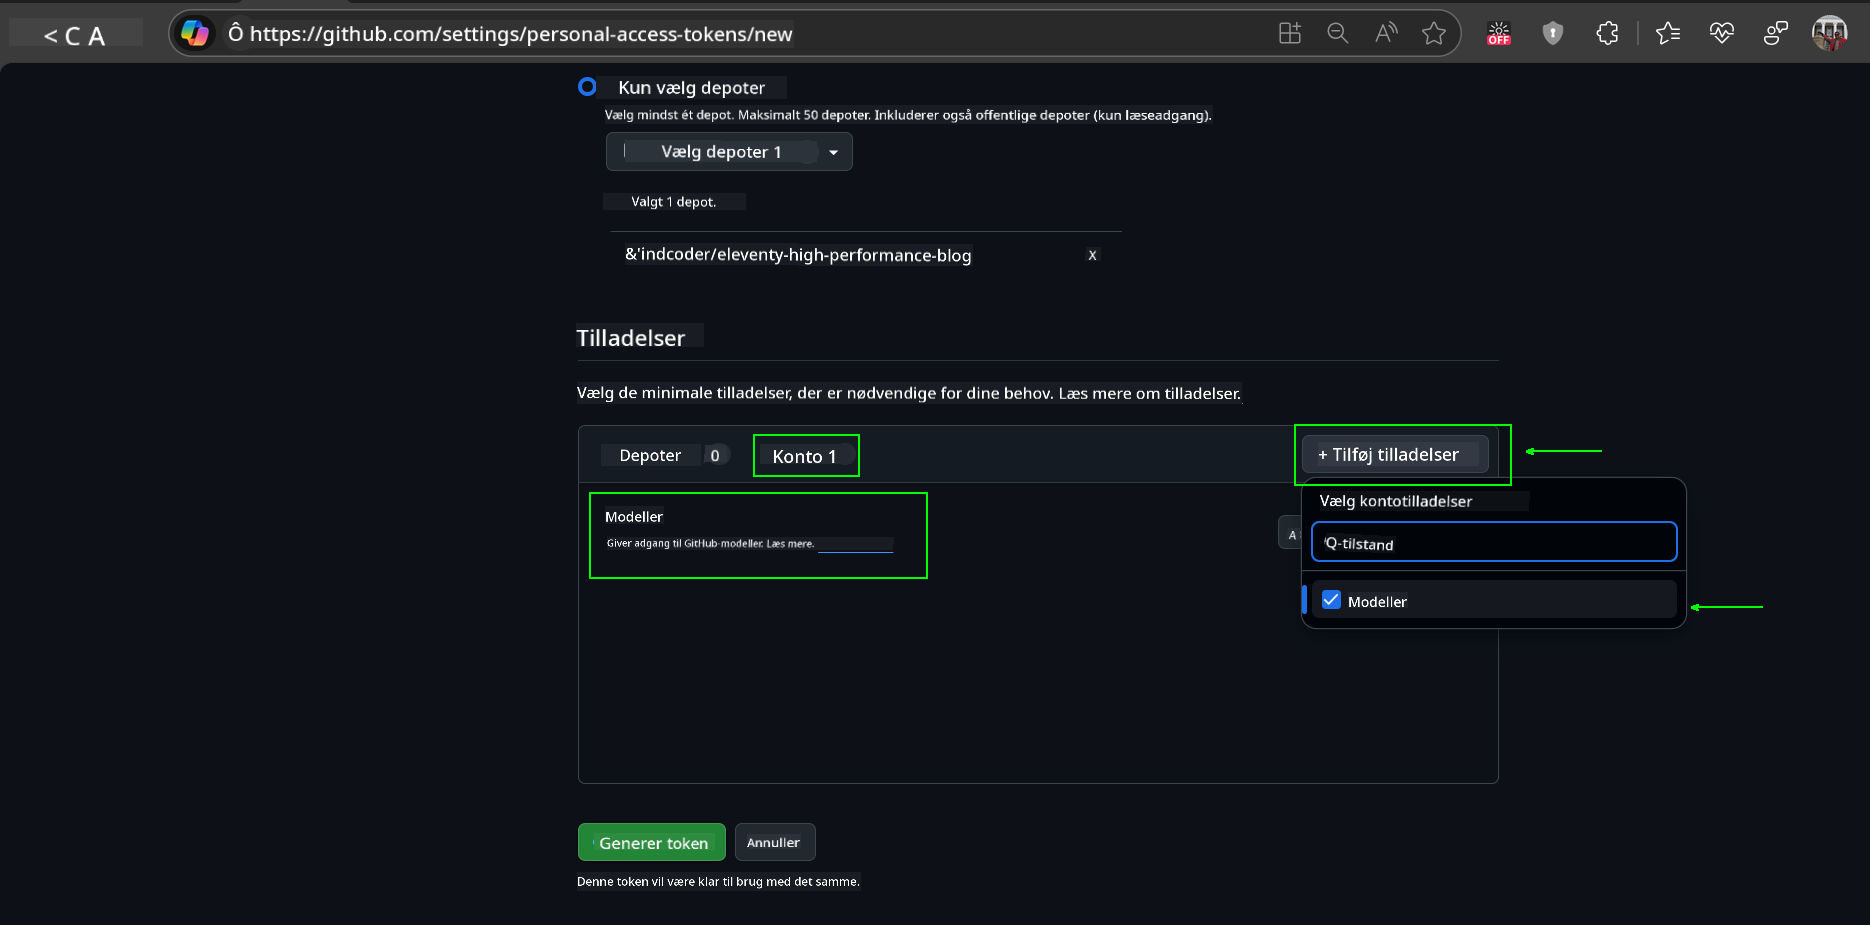 < C A
Ô https://github.com/settings/personal-access-tokens/new
OFF
Kun vælg depoter
Vælg mindst ét depot. Maksimalt 50 depoter. Inkluderer også offentlige depoter (kun læseadgang).
Vælg depoter 1
Valgt 1 depot.
&'indcoder/eleventy-high-performance-blog
X
Tilladelser
Vælg de minimale tilladelser, der er nødvendige for dine behov. Læs mere om tilladelser.
Depoter 0
Konto 1
+ Tilføj tilladelser
Vælg kontotilladelser
Modeller
Giver adgang til GitHub-modeller. Læs mere.
A
'Q-tilstand
Modeller
Generer token
Annuller
Denne token vil være klar til brug med det samme.